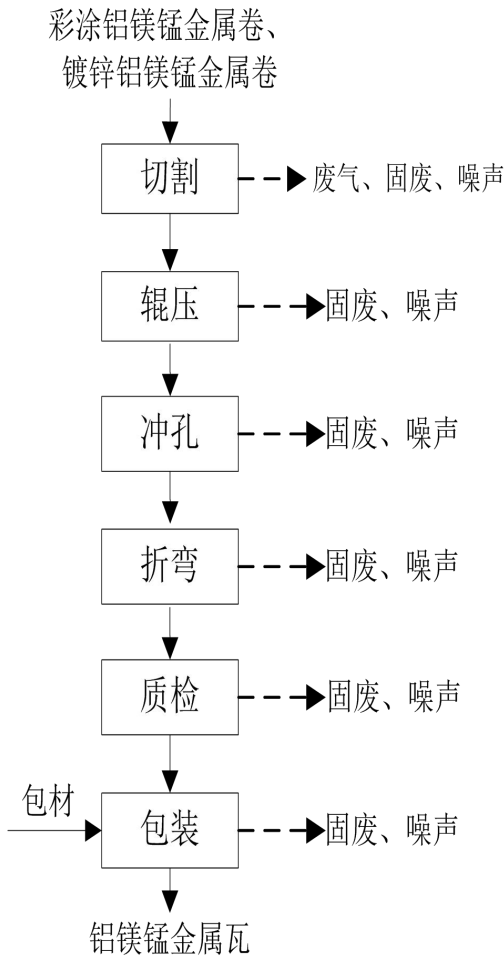 彩涂铝镁锰金属卷、
镀锌铝镁锰金属卷
切割
废气、固废、噪声
辊压
固废、噪声
冲孔
固废、噪声
折弯
固废、噪声
质检
固废、噪声
包材
包装
固废、噪声
铝镁锰金属瓦